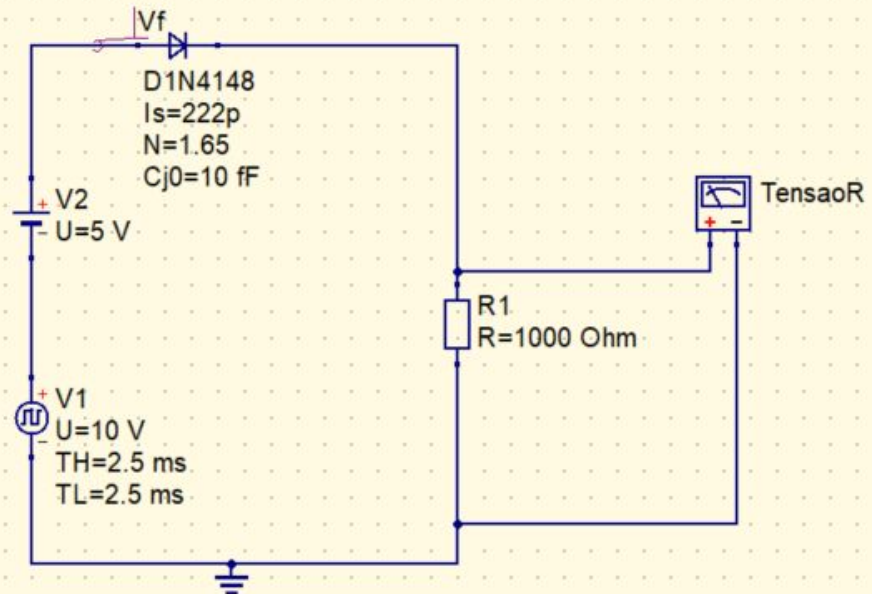 Vf
D1N4148
Is=222p
N=1.65
Cj0=10 fF
+ V2
- U=5 V
TensaoR
+ -
R1
R=1000 Ohm
+ V1
- U=10 V
TH=2.5 ms
TL=2.5 ms